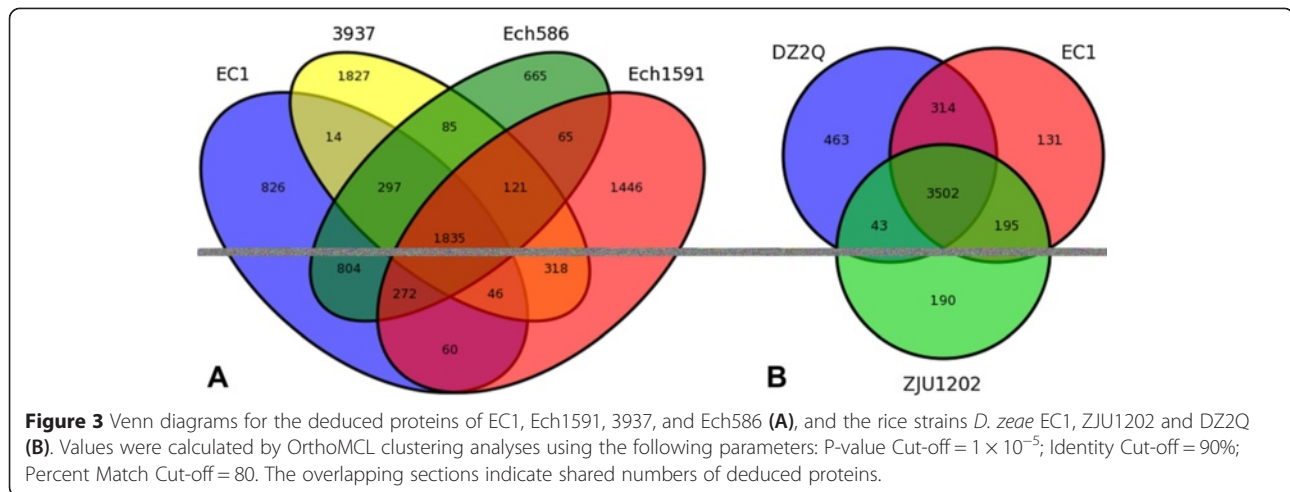 3937
Ech586
EC1
Ech1591
1827
665
14
85
65
826
297
121
1446
1835
804
318
272
46
60
A
DZ2Q
EC1
314
463
131
3502
43
195
190
B
ZJU1202
Figure 3 Venn diagrams for the deduced proteins of EC1, Ech1591, 3937, and Ech586 (A), and the rice strains D. zeae EC1, ZJU1202 and DZ2Q
(B). Values were calculated by OrthoMCL clustering analyses using the following parameters: P-value Cut-off = 1 × 10⁻⁵; Identity Cut-off = 90%;
Percent Match Cut-off = 80. The overlapping sections indicate shared numbers of deduced proteins.